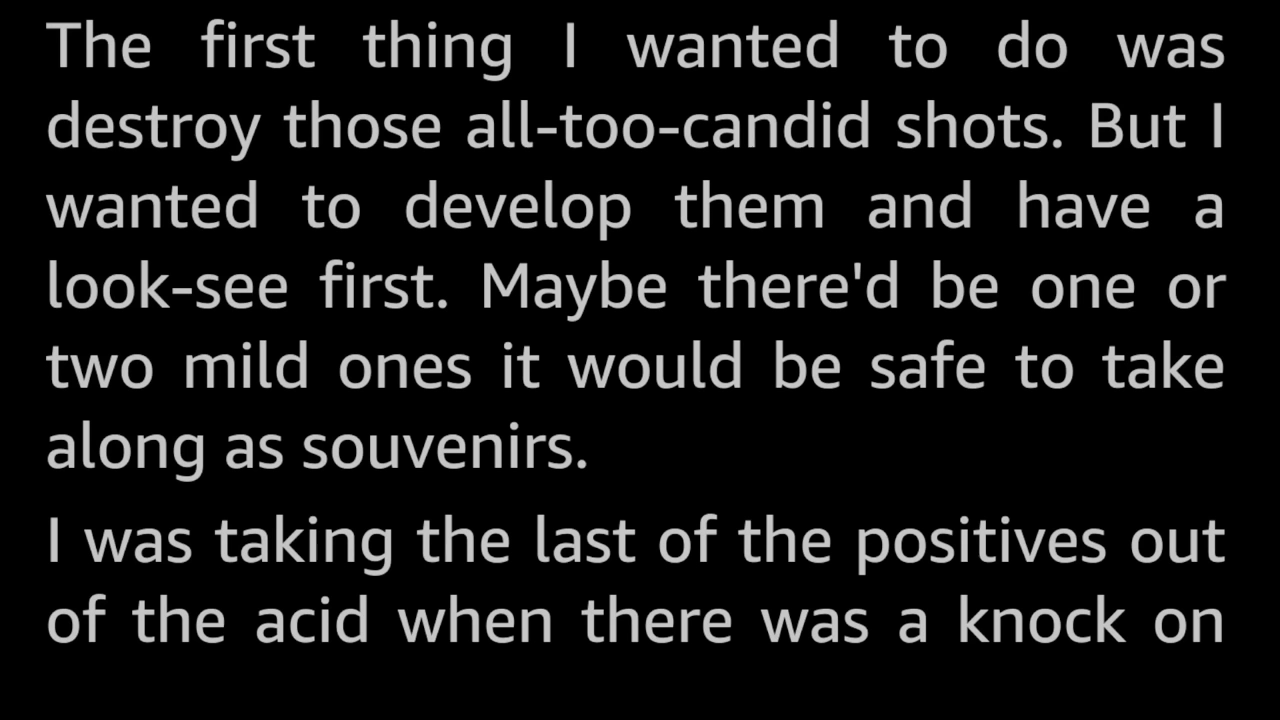 The first thing I wanted to do was
destroy those all-too-candid shots. But I
wanted to develop them and have a
look-see first. Maybe there'd be one or
two mild ones it would be safe to take
along as souvenirs.
I was taking the last of the positives out
of the acid when there was a knock on